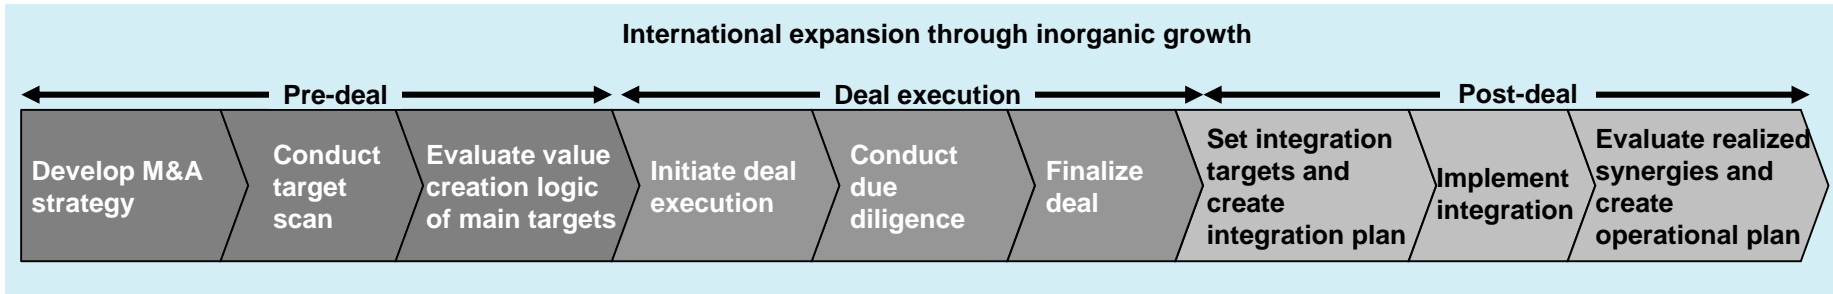 International expansion through inorganic growth
Pre-deal
Deal execution
Post-deal
Develop M&A
strategy
Conduct
target
scan
Evaluate value
creation logic
of main targets
Initiate deal
execution
Conduct
due
diligence
Finalize
deal
Set integration
targets and
create
integration plan
Implement
integration
Evaluate realized
synergies and
create
operational plan